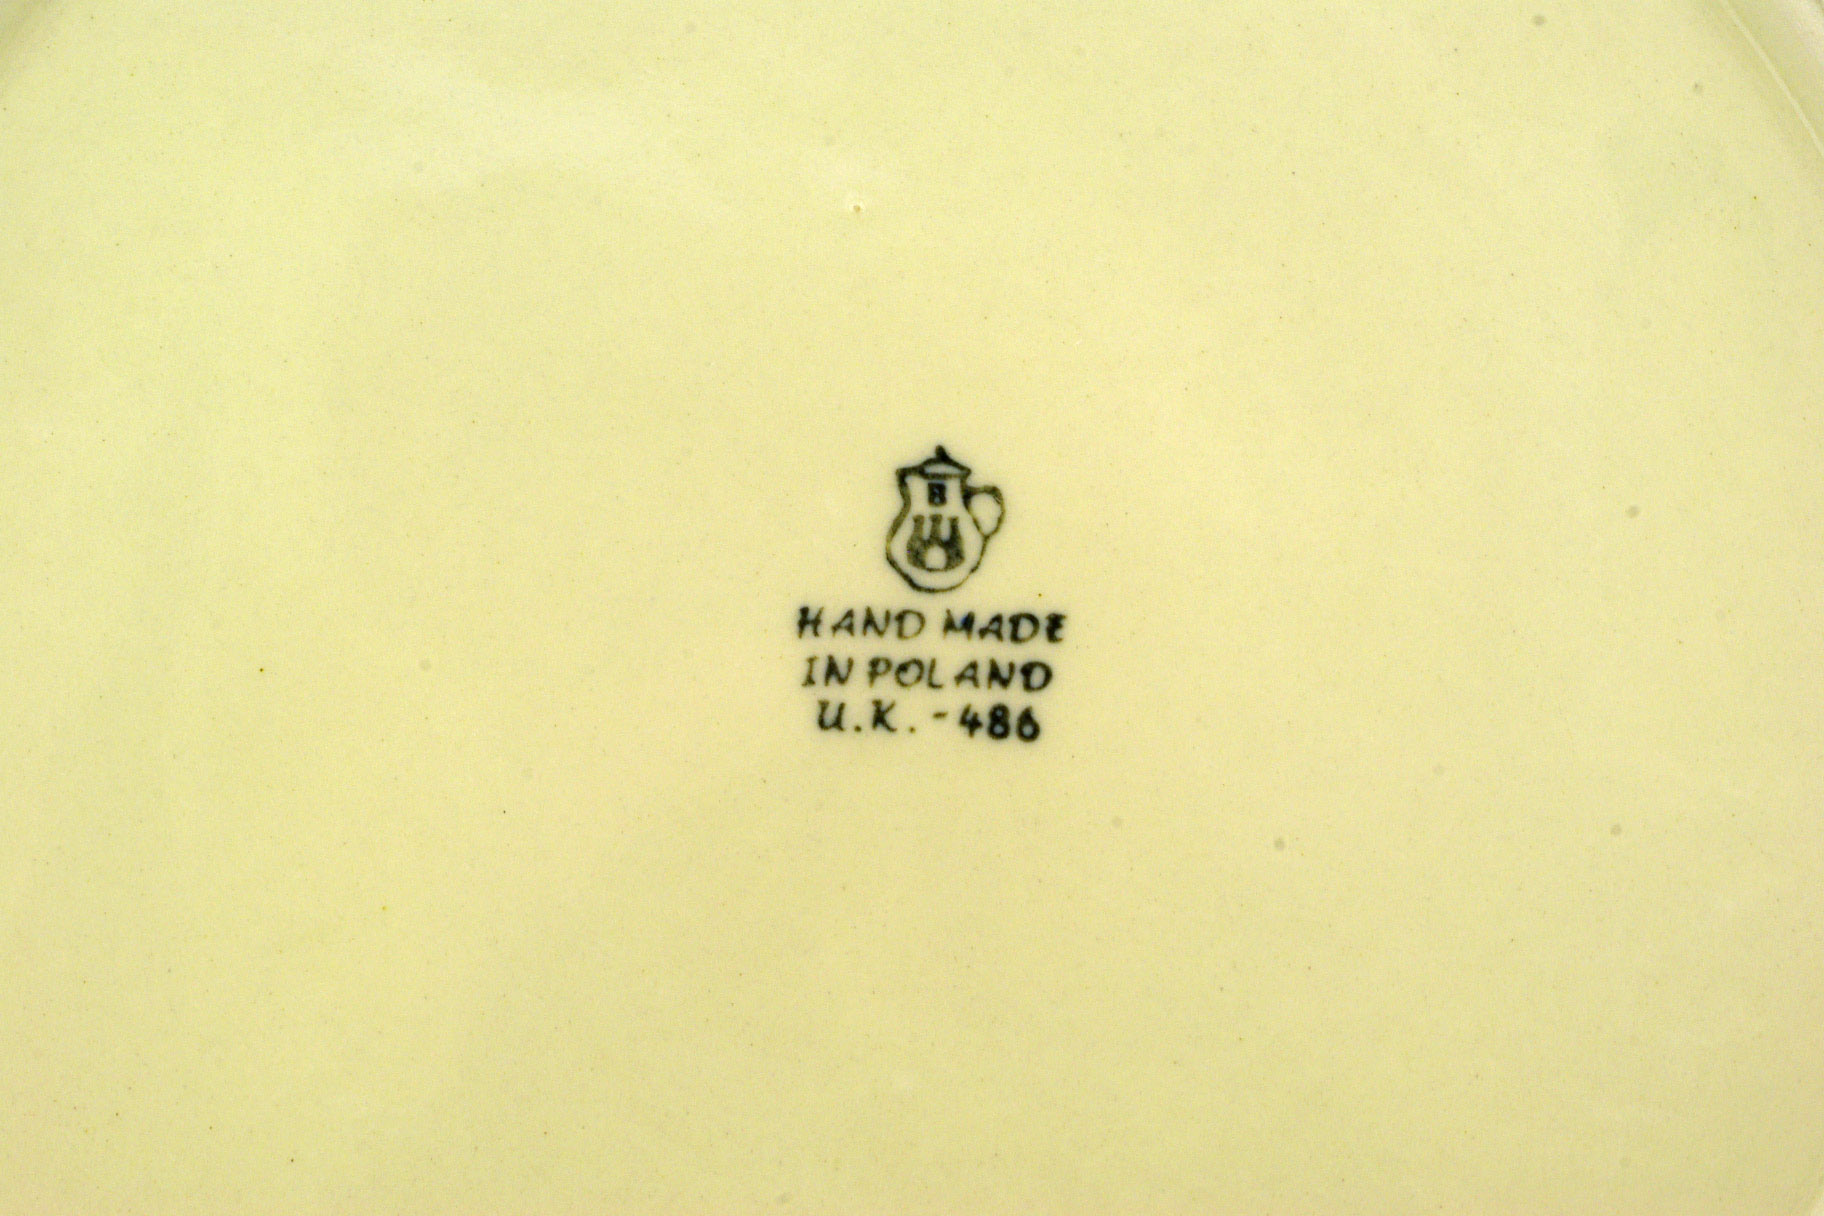 B
HAND MADE
IN POLAND
U.K. - 486